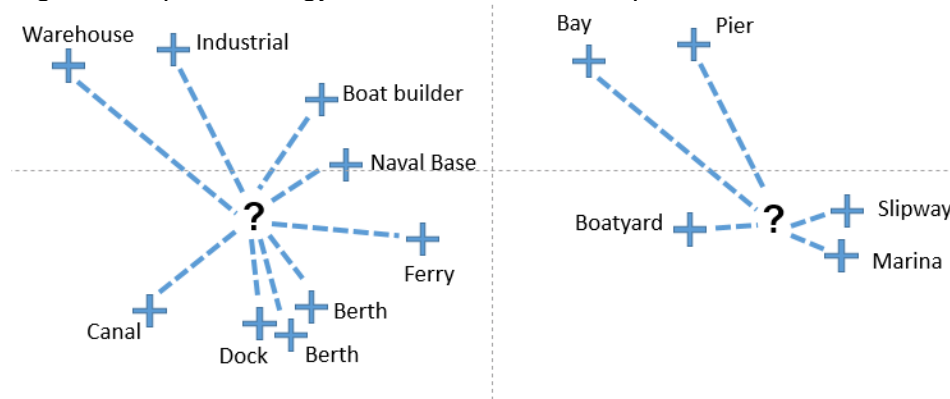 Warehouse
Industrial
Boat builder
Naval Base
?
Ferry
Canal
Berth
Dock
Berth
Bay
Pier
Boatyard
?
Slipway
Marina